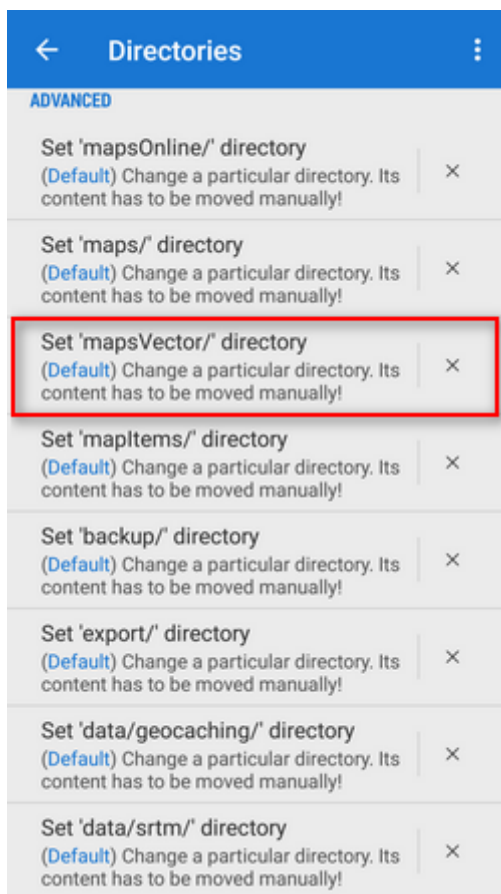 Directories
ADVANCED
Set 'mapsOnline/' directory
(Default) Change a particular directory. Its
content has to be moved manually!
Set 'maps/' directory
(Default) Change a particular directory. Its
content has to be moved manually!
Set 'mapsVector/' directory
(Default) Change a particular directory. Its
content has to be moved manually!
Set 'mapItems/' directory
(Default) Change a particular directory. Its
content has to be moved manually!
Set 'backup/' directory
(Default) Change a particular directory. Its
content has to be moved manually!
Set 'export/' directory
(Default) Change a particular directory. Its
content has to be moved manually!
Set 'data/geocaching/' directory
(Default) Change a particular directory. Its
content has to be moved manually!
Set 'data/srtm/' directory
(Default) Change a particular directory. Its
content has to be moved manually!